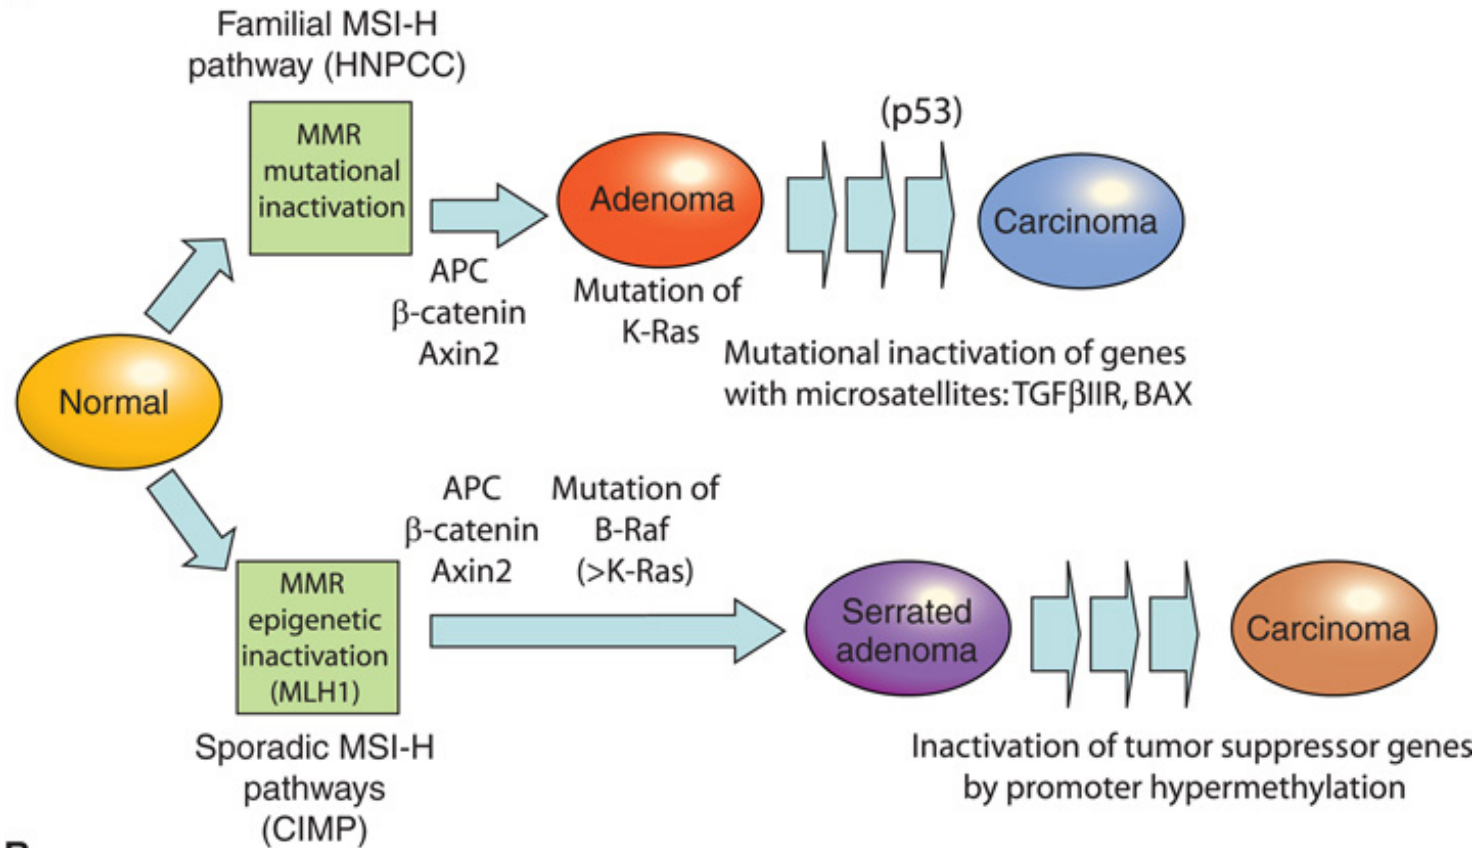 Familial MSI-H
pathway (HNPCC)
MMR
mutational
inactivation
APC
β-catenin
Axin2
Adenoma
Mutation of
K-Ras
(p53)
Carcinoma
Mutational inactivation of genes
with microsatellites: TGFβIIR, BAX
Normal
MMR
epigenetic
inactivation
(MLH1)
Sporadic MSI-H
pathways
(CIMP)
APC
β-catenin
Axin2
Mutation of
B-Raf
(>K-Ras)
Serrated
adenoma
Carcinoma
Inactivation of tumor suppressor genes
by promoter hypermethylation